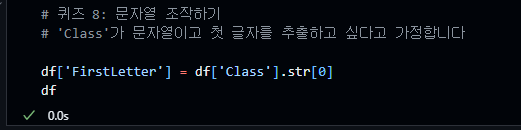 # 퀴즈 8: 문자열 조작하기
# 'Class'가 문자열이고 첫 글자를 추출하고 싶다고 가정합니다
df['FirstLetter'] = df['Class'].str[0]
df
✓ 0.0s